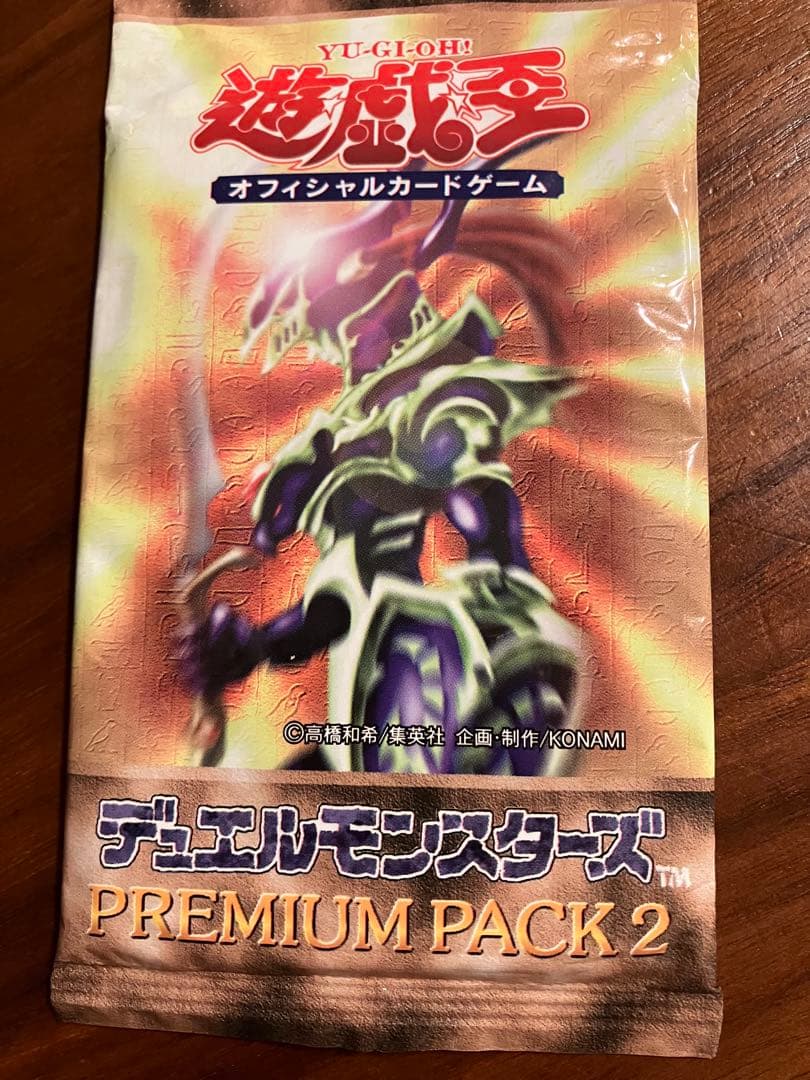 YU-GI-OH!
遊☆戯☆王
オフィシャルカードゲーム
©高橋和希/集英社 企画・制作/KONAMI
デュエルモンスターズ™
PREMIUM PACK 2